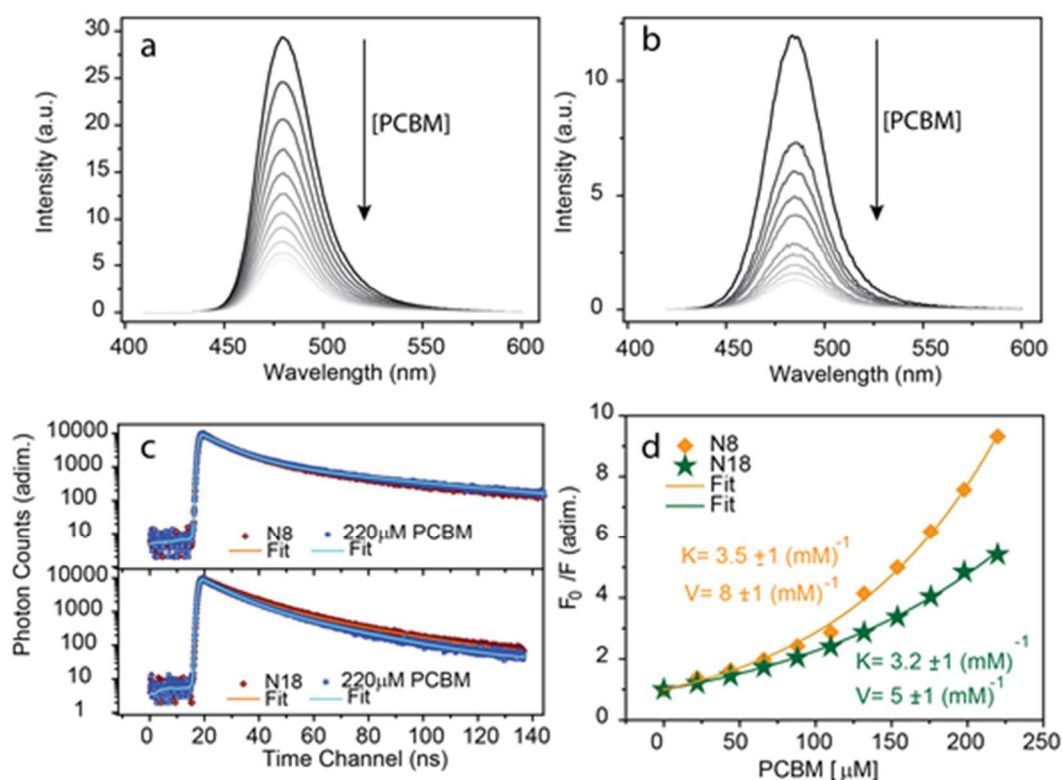 a
30
25
20
15
10
5
0
Intensity (a.u.)
[PCBM]
400 450 500 550 600
Wavelength (nm)
b
10
5
0
Intensity (a.u.)
[PCBM]
400 450 500 550 600
Wavelength (nm)
c
10000
1000
100
10
N8 220µM PCBM
Fit Fit
10000
1000
100
10
1
N18 220µM PCBM
Fit Fit
Photon Counts (adim.)
0 20 40 60 80 100 120 140
Time Channel (ns)
d
10
8
6
4
2
0
F0 /F (adim.)
N8
N18
Fit
Fit
K= 3.5 ±1 (mM)-1
V= 8 ±1 (mM)-1
K= 3.2 ±1 (mM)-1
V= 5 ±1 (mM)-1
0 50 100 150 200 250
PCBM [ µM]